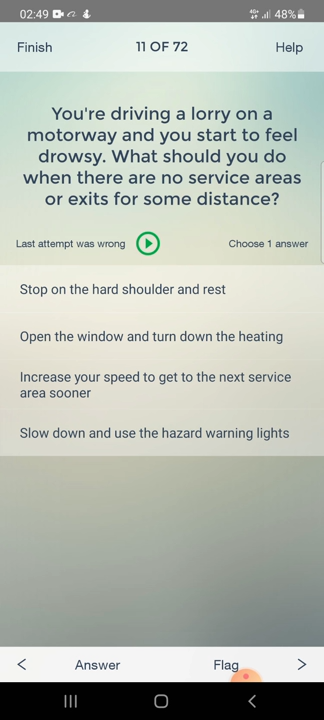 02:49 4G+ 48%
Finish 11 OF 72 Help
You're driving a lorry on a
motorway and you start to feel
drowsy. What should you do
when there are no service areas
or exits for some distance?
Last attempt was wrong Choose 1 answer
Stop on the hard shoulder and rest
Open the window and turn down the heating
Increase your speed to get to the next service
area sooner
Slow down and use the hazard warning lights
Answer Flag